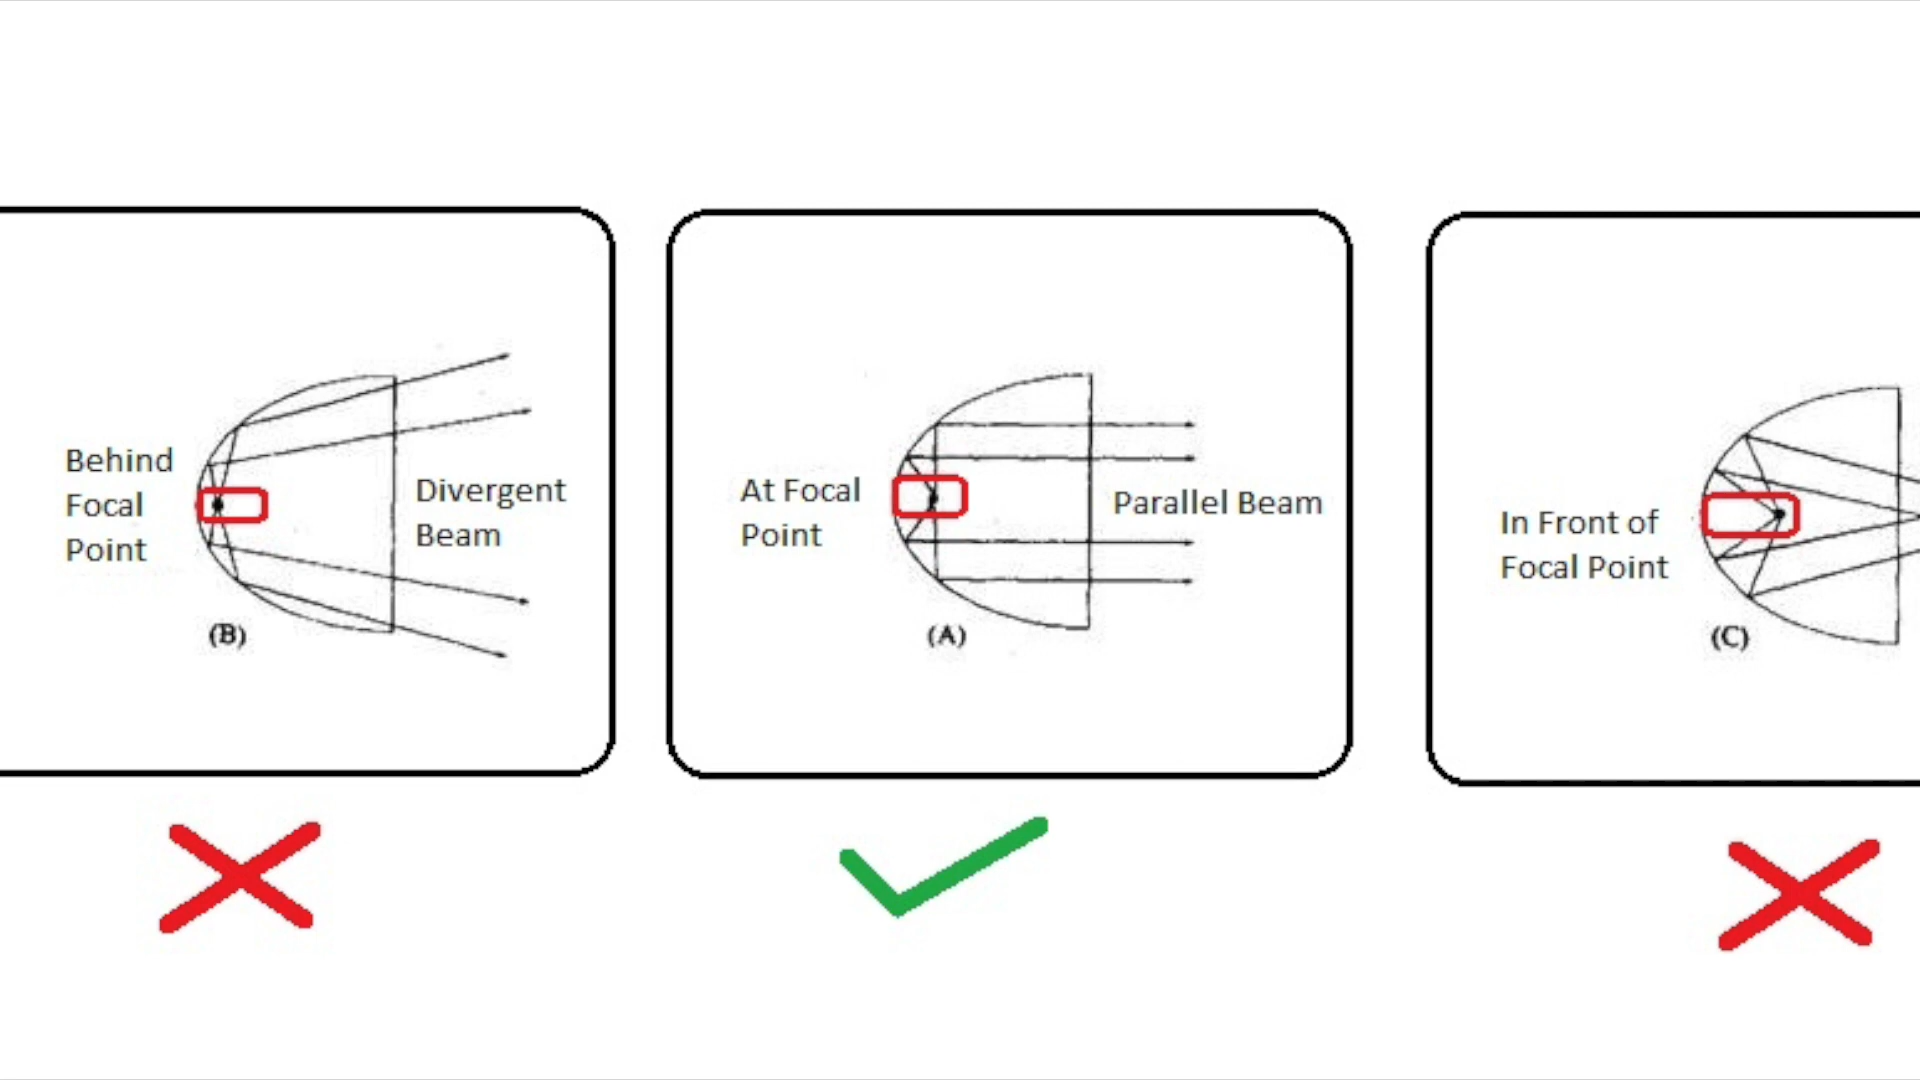 Behind
Focal
Point
Divergent
Beam
(B)
At Focal
Point
Parallel Beam
(A)
In Front of
Focal Point
(C)